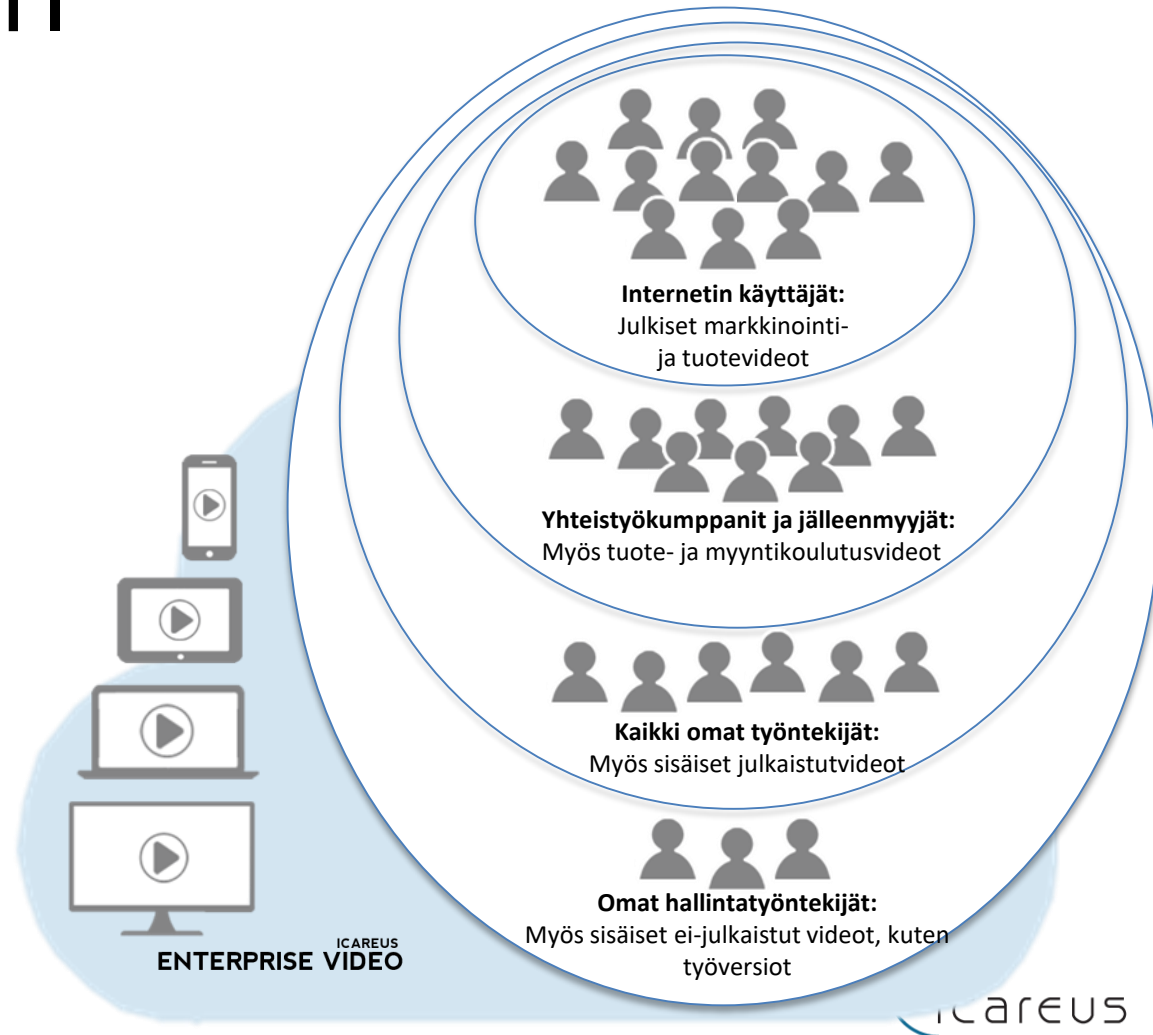 Internetin käyttäjät:
Julkiset markkinointi-
ja tuotevideot
Yhteistyökumppanit ja jälleenmyyjät:
Myös tuote- ja myyntikoulutusvideot
Kaikki omat työntekijät:
Myös sisäiset julkaistutvideot
Omat hallintatyöntekijät:
Myös sisäiset ei-julkaistut videot, kuten
työversiot
ICAREUS
ENTERPRISE VIDEO
icareus